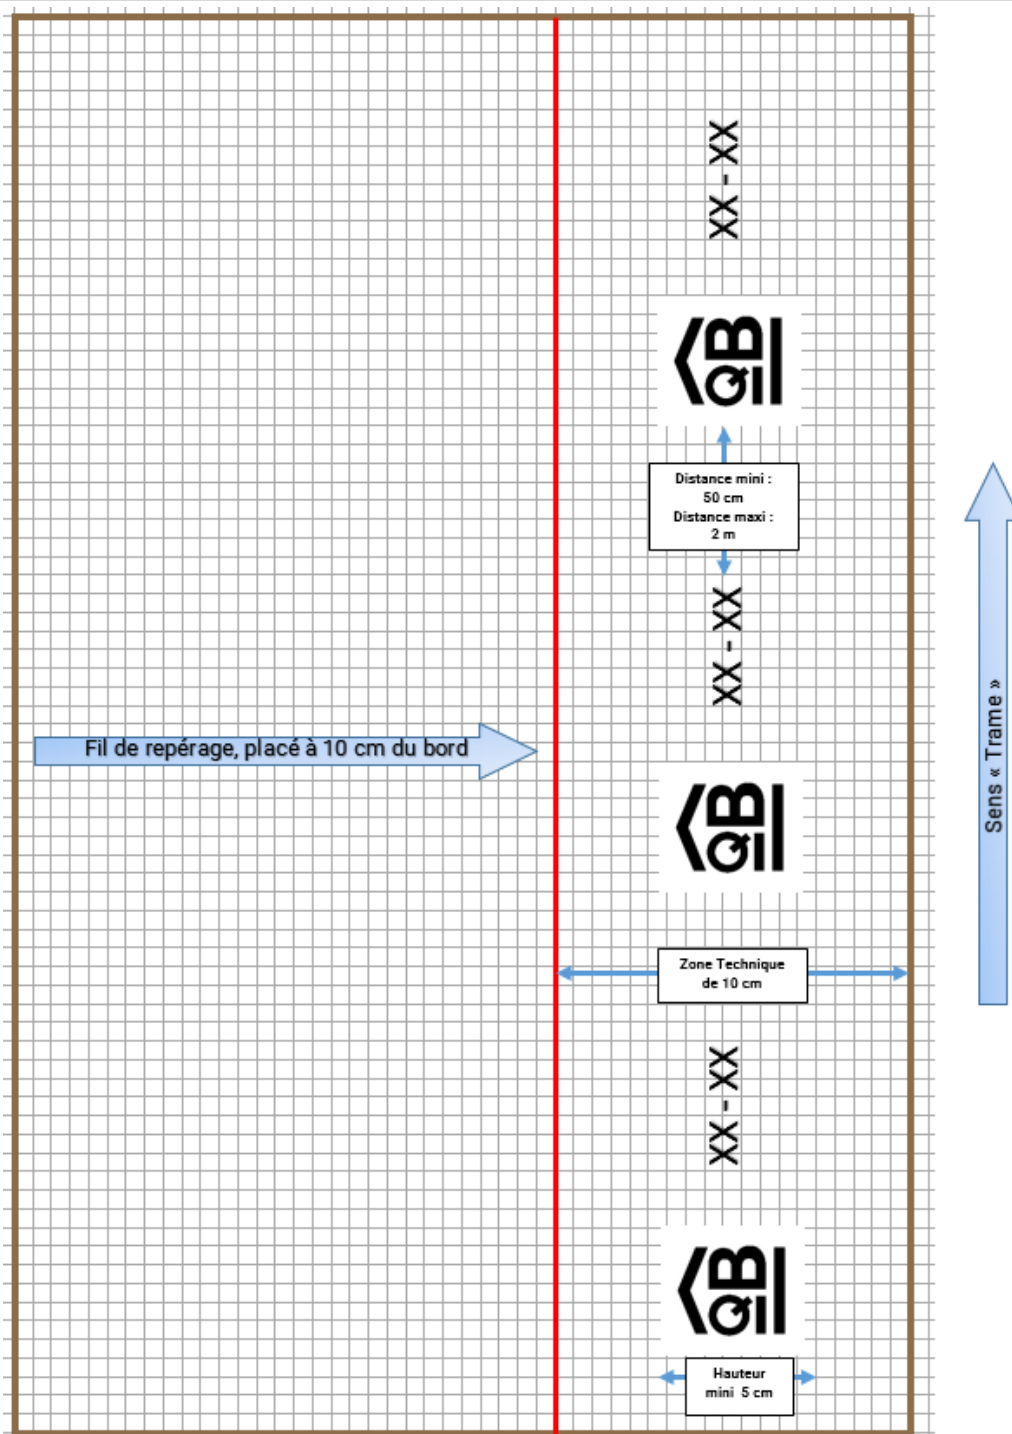 XX - XX
QB
Distance mini :
50 cm
Distance maxi :
2 m
XX - XX
Fil de repérage, placé à 10 cm du bord
Sens « Trame »
QB
Zone Technique
de 10 cm
XX - XX
QB
Hauteur
mini 5 cm